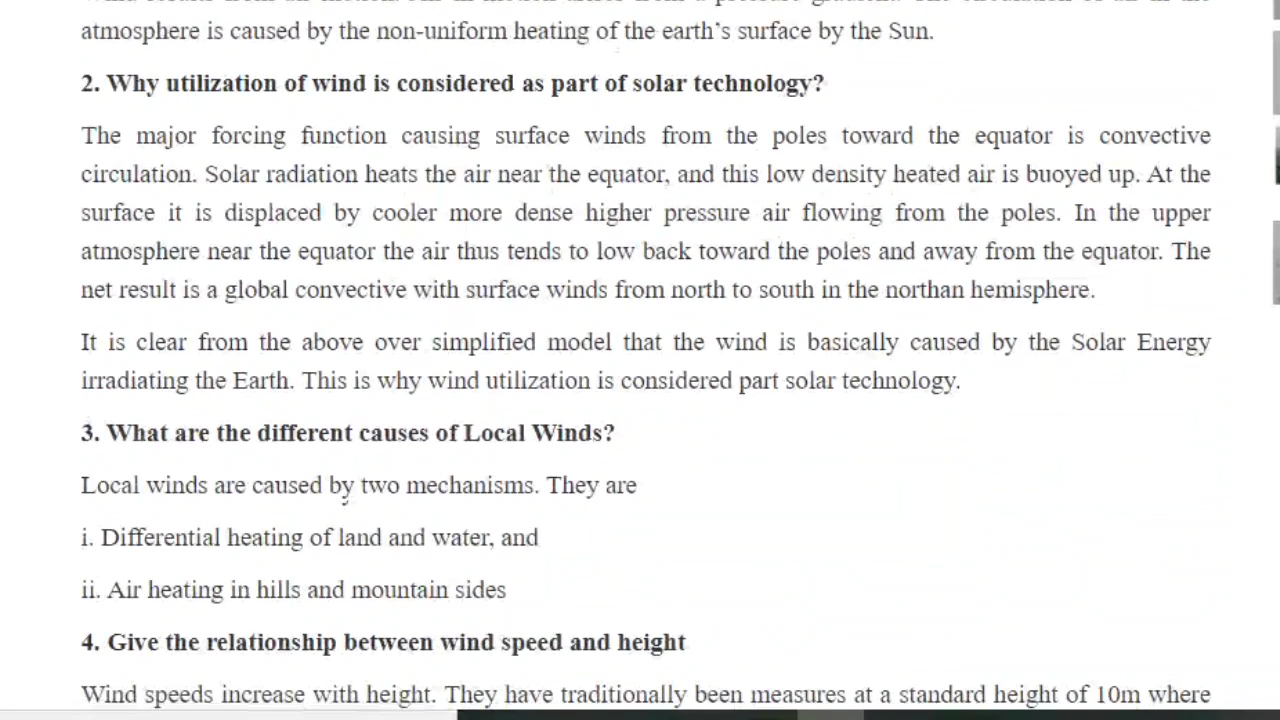 atmosphere is caused by the non-uniform heating of the earth's surface by the Sun.
2. Why utilization of wind is considered as part of solar technology?
The major forcing function causing surface winds from the poles toward the equator is convective
circulation. Solar radiation heats the air near the equator, and this low density heated air is buoyed up. At the
surface it is displaced by cooler more dense higher pressure air flowing from the poles. In the upper
atmosphere near the equator the air thus tends to low back toward the poles and away from the equator. The
net result is a global convective with surface winds from north to south in the northan hemisphere.
It is clear from the above over simplified model that the wind is basically caused by the Solar Energy
irradiating the Earth. This is why wind utilization is considered part solar technology.
3. What are the different causes of Local Winds?
Local winds are caused by two mechanisms. They are
i. Differential heating of land and water, and
ii. Air heating in hills and mountain sides
4. Give the relationship between wind speed and height
Wind speeds increase with height. They have traditionally been measures at a standard height of 10m where